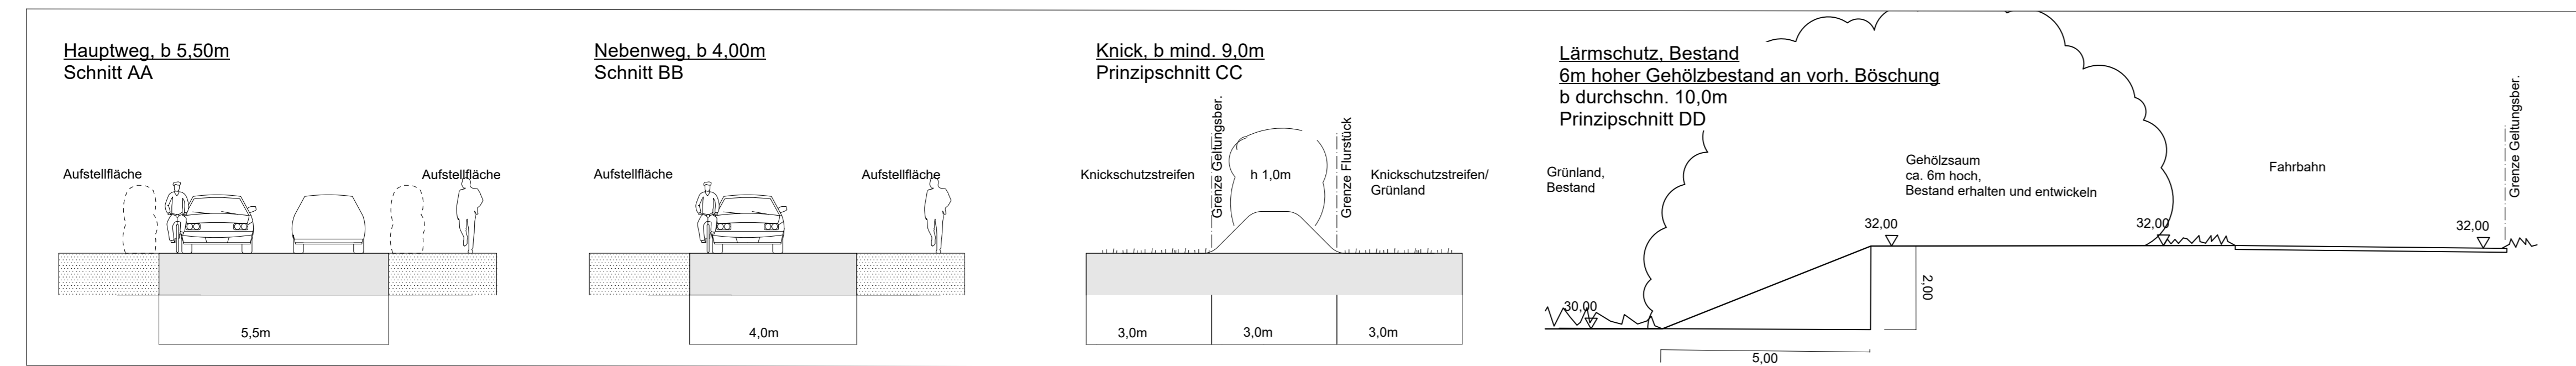 Hauptweg, b 5,50m
Schnitt AA
Aufstellfläche
Aufstellfläche
5,5m
Nebenweg, b 4,00m
Schnitt BB
Aufstellfläche
Aufstellfläche
4,0m
Knick, b mind. 9,0m
Prinzipschnitt CC
Knickschutzstreifen
Grenze Geltungsber.
h 1,0m
Grenze Flurstück
Knickschutzstreifen/
Grünland
3,0m
3,0m
3,0m
Lärmschutz, Bestand
6m hoher Gehölzbestand an vorh. Böschung
b durchschn. 10,0m
Prinzipschnitt DD
Grünland,
Bestand
Gehölzsaum
ca. 6m hoch,
Bestand erhalten und entwickeln
Fahrbahn
Grenze Geltungsber.
32,00
32,00
32,00
30,00
2,00
5,00